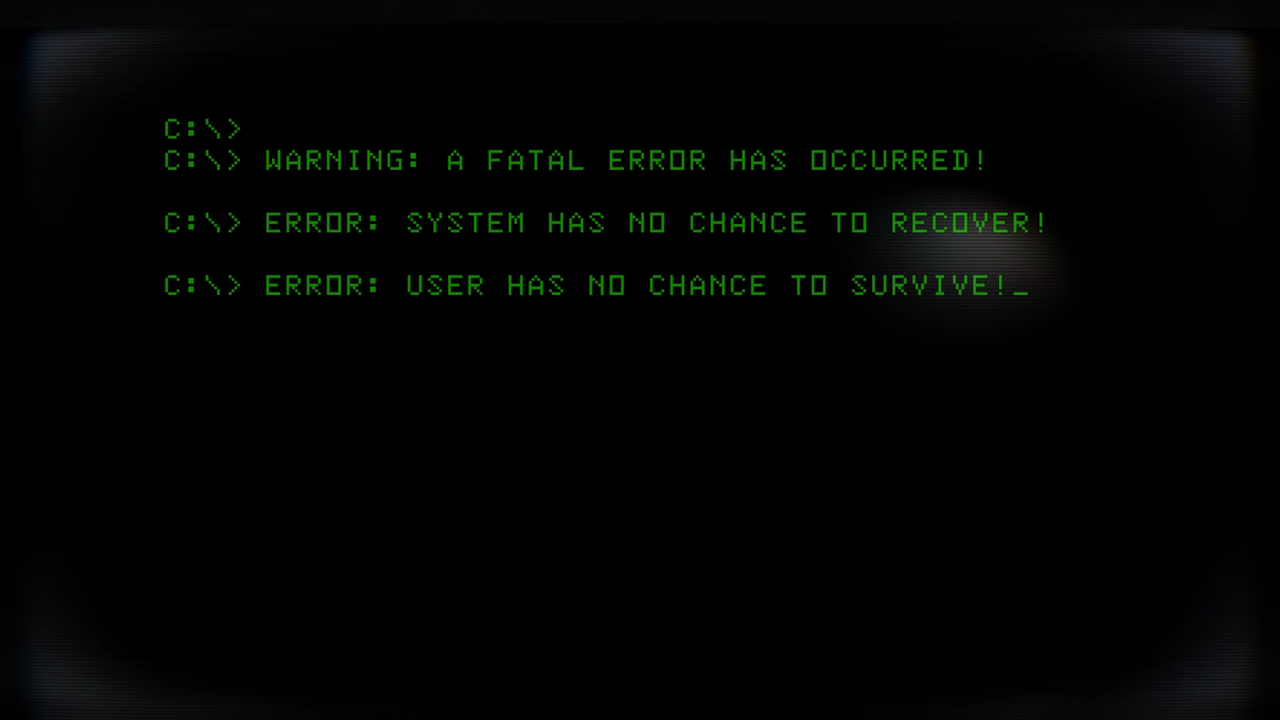 C:\>
C:\> WARNING: A FATAL ERROR HAS OCCURRED!
C:\> ERROR: SYSTEM HAS NO CHANCE TO RECOVER!
C:\> ERROR: USER HAS NO CHANCE TO SURVIVE!_